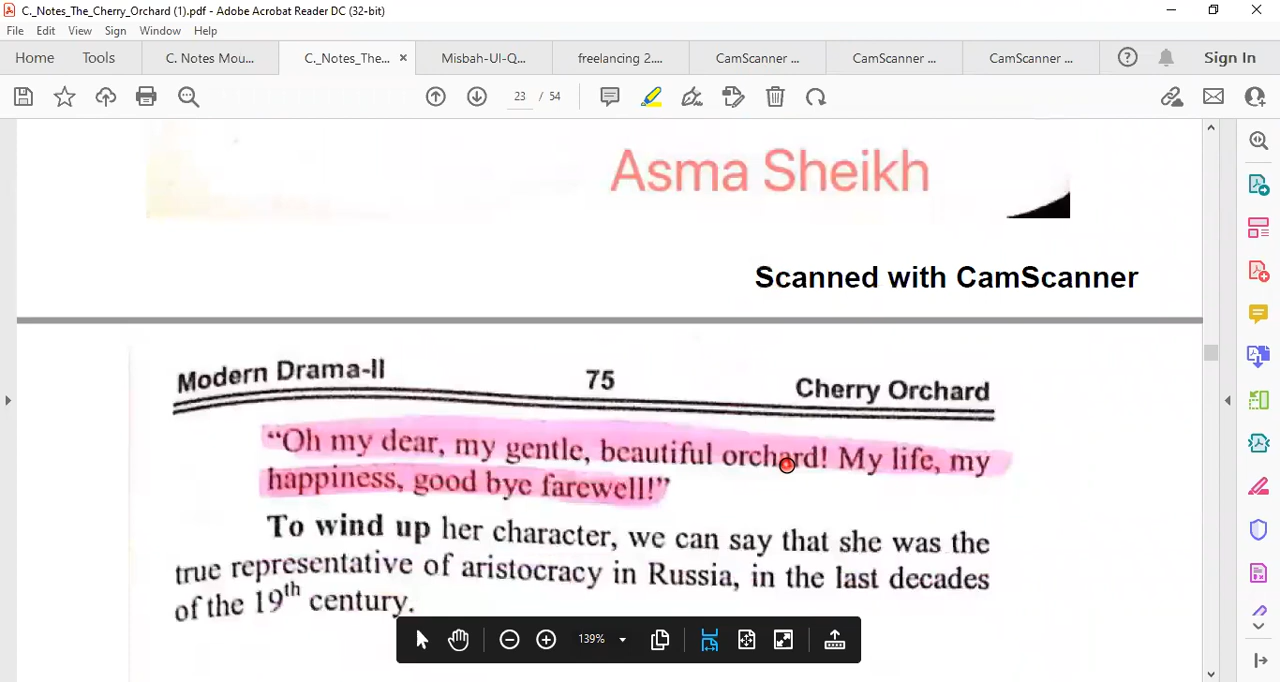 C._Notes_The_Cherry_Orchard (1).pdf - Adobe Acrobat Reader DC (32-bit)
File Edit View Sign Window Help
Home Tools C. Notes Mou... C._Notes_The... × Misbah-Ul-Q... freelancing 2.... CamScanner ... CamScanner ... CamScanner ... Sign In
23 / 54
Asma Sheikh
Scanned with CamScanner
Modern Drama-II 75 Cherry Orchard
“Oh my dear, my gentle, beautiful orchard! My life, my
happiness, good bye farewell!”
To wind up her character, we can say that she was the
true representative of aristocracy in Russia, in the last decades
of the 19th century.
139%